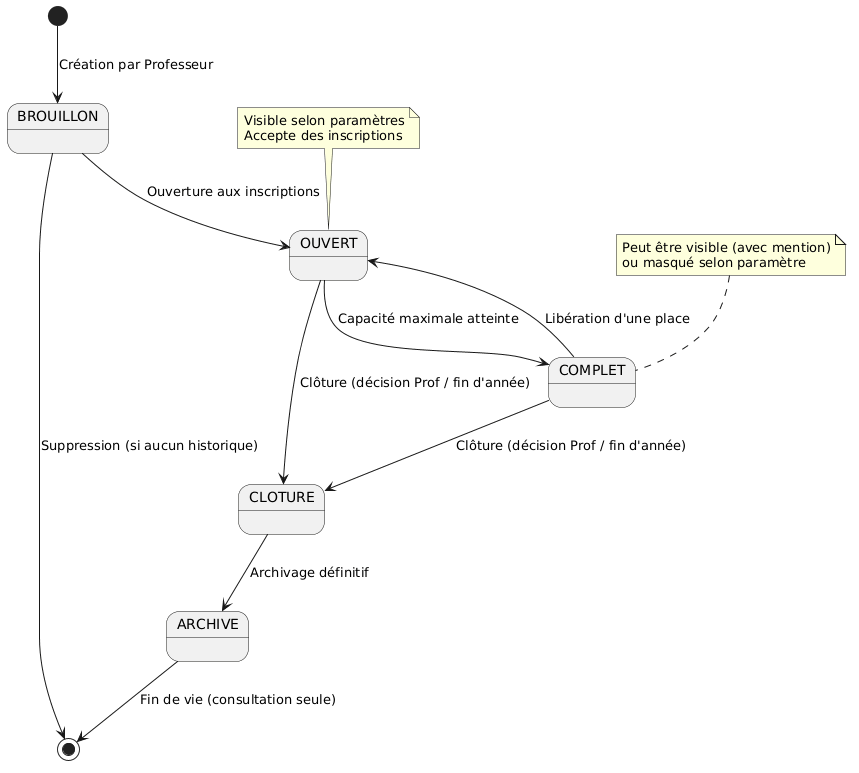 Création par Professeur
BROUILLON
Visible selon paramètres
Accepte des inscriptions
Ouverture aux inscriptions
OUVERT
Peut être visible (avec mention)
ou masqué selon paramètre
Capacité maximale atteinte
Libération d'une place
COMPLET
Clôture (décision Prof / fin d'année)
Suppression (si aucun historique)
Clôture (décision Prof / fin d'année)
CLOTURE
Archivage définitif
ARCHIVE
Fin de vie (consultation seule)